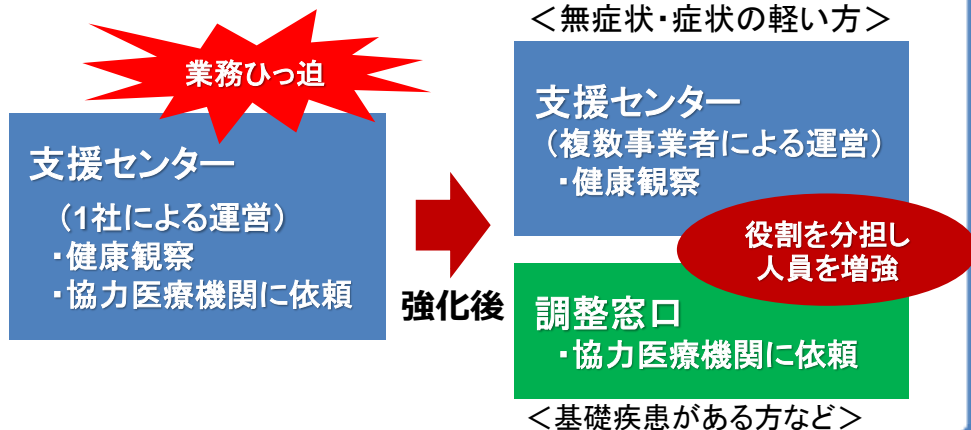 業務ひっ迫
支援センター
（1社による運営）
・健康観察
・協力医療機関に依頼
強化後
＜無症状・症状の軽い方＞
支援センター
（複数事業者による運営）
・健康観察
役割を分担し
人員を増強
調整窓口
・協力医療機関に依頼
＜基礎疾患がある方など＞